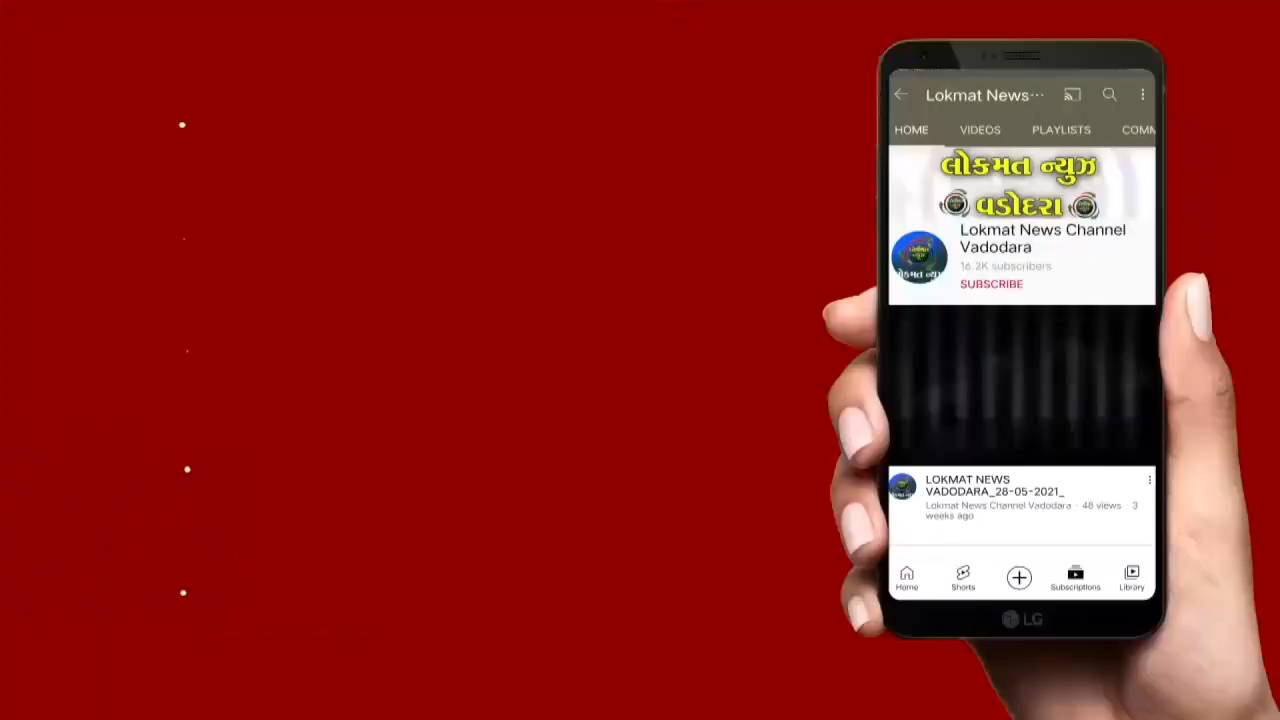 Lokmat News...
HOME VIDEOS PLAYLISTS COMM
લોકમત ન્યુઝ
વડોદરા
Lokmat News Channel
Vadodara
16.2K subscribers
SUBSCRIBE
LOKMAT NEWS
VADODARA_28-05-2021_
Lokmat News Channel Vadodara · 48 views · 3
weeks ago
Home Shorts Subscriptions Library
LG